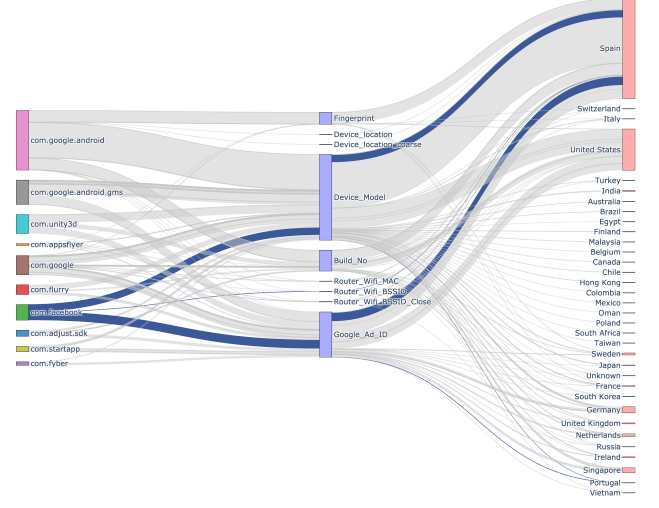 com.google.android
com.google.android.gms
com.unity3d
com.appsflyer
com.google
com.flurry
com.facebook
com.adjust.sdk
com.startapp
com.fyber
Fingerprint
Device_location
Device_location_coarse
Device_Model
Build_No
Router_Wifi_MAC
Router_Wifi_BSSID
Router_Wifi_BSSID_Close
Google_Ad_ID
Spain
Switzerland
Italy
United States
Turkey
India
Australia
Brazil
Egypt
Finland
Malaysia
Belgium
Canada
Chile
Hong Kong
Colombia
Mexico
Oman
Poland
South Africa
Taiwan
Sweden
Japan
Unknown
France
South Korea
Germany
United Kingdom
Netherlands
Russia
Ireland
Singapore
Portugal
Vietnam